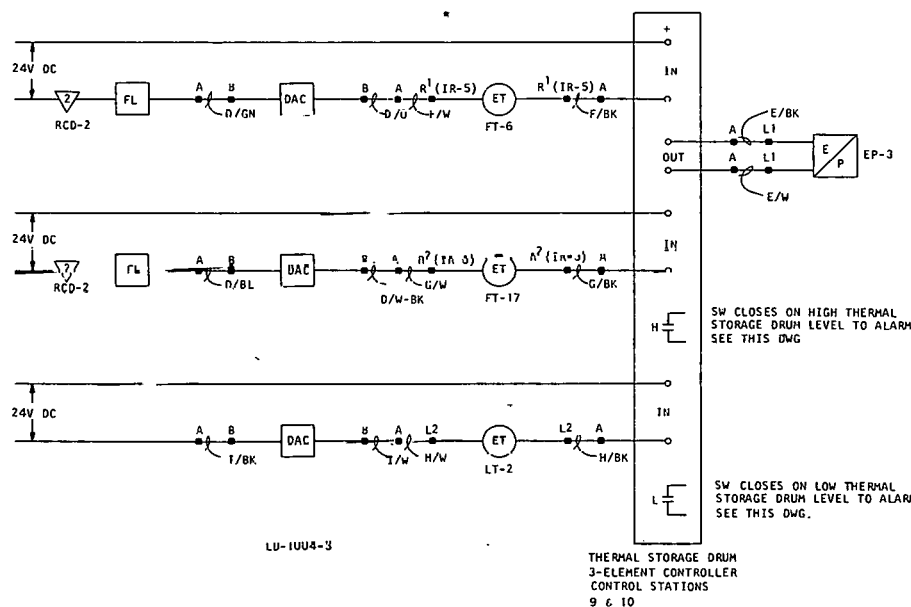 +
IN
24V DC
2
RCD-2
FL
A
B
D/GN
DAC
B
A
R¹(IR-5)
ET
FT-6
R¹(IR-5)
A
F/BK
OUT
A
L1
E/BK
A
L1
E/W
E
P
EP-3
24V DC
RCD-2
A
B
D/BL
DAC
A
D/W-BK
G/W
ET
FT-17
G/BK
IN
H
SW CLOSES ON HIGH THERMAL
STORAGE DRUM LEVEL TO ALARM
SEE THIS DWG
24V DC
A
B
DAC
B
A
L2
H/W
ET
LT-2
L2
A
H/BK
IN
L
SW CLOSES ON LOW THERMAL
STORAGE DRUM LEVEL TO ALARM
SEE THIS DWG.
THERMAL STORAGE DRUM
3-ELEMENT CONTROLLER
CONTROL STATIONS
9 & 10